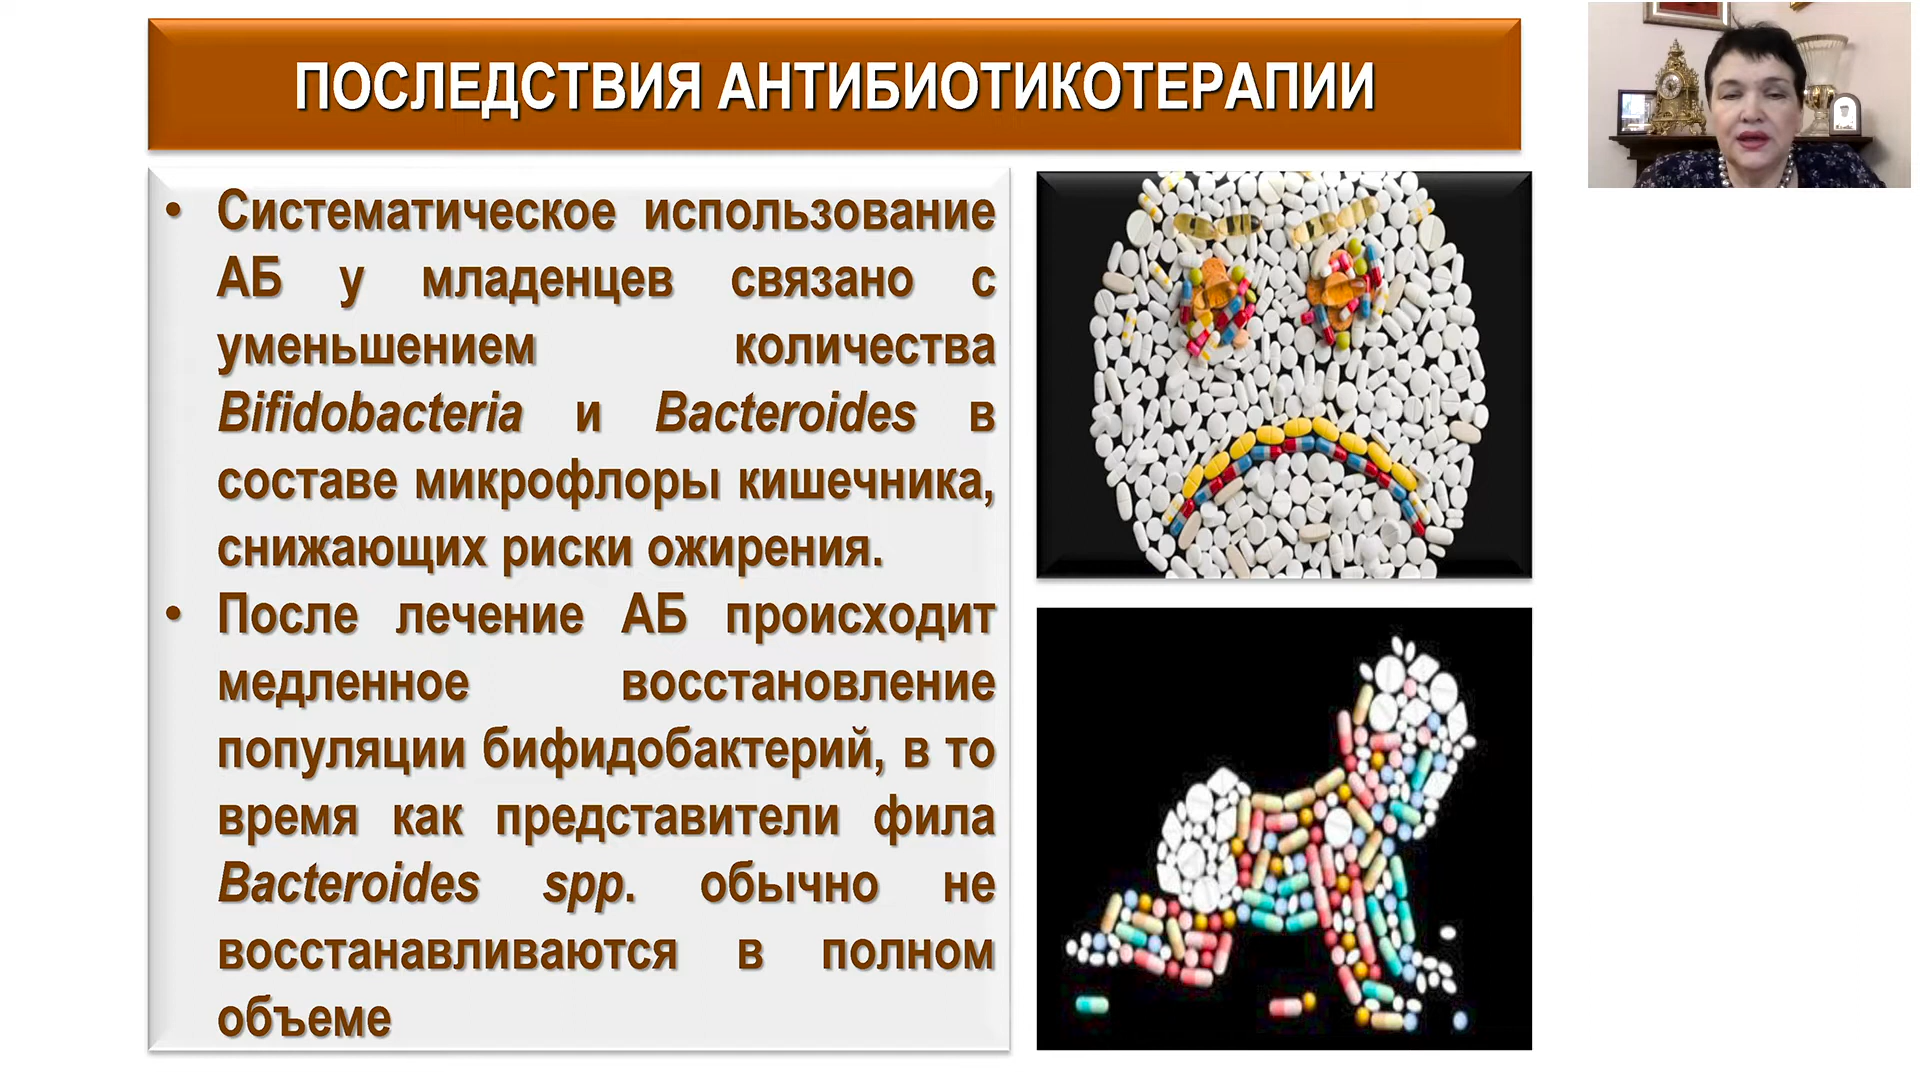 ПОСЛЕДСТВИЯ АНТИБИОТИКОТЕРАПИИ
• Систематическое использование
АБ у младенцев связано с
уменьшением количества
Bifidobacteria и Bacteroides в
составе микрофлоры кишечника,
снижающих риски ожирения.
• После лечение АБ происходит
медленное восстановление
популяции бифидобактерий, в то
время как представители фила
Bacteroides spp. обычно не
восстанавливаются в полном
объеме